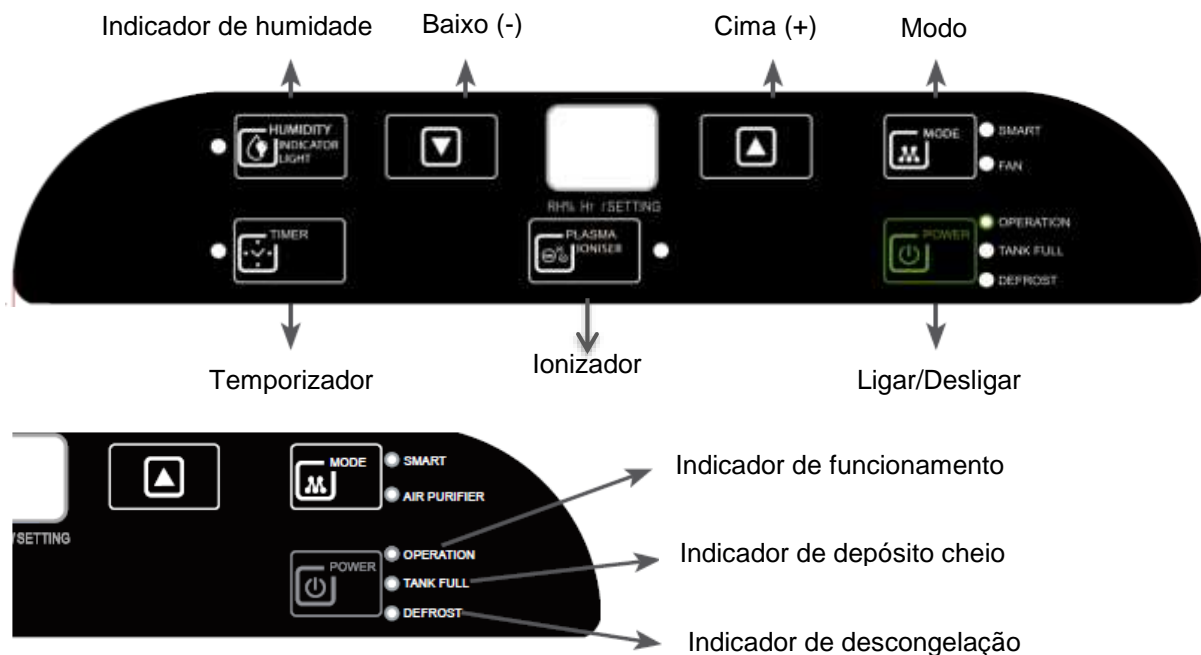 Indicador de humidade
Baixo (-)
Cima (+)
Modo
HUMIDITY
INDICATOR
LIGHT
MODE
SMART
FAN
RH% Hr /SETTING
TIMER
PLASMA
IONISER
POWER
OPERATION
TANK FULL
DEFROST
Temporizador
Ionizador
Ligar/Desligar
MODE
SMART
AIR PURIFIER
/SETTING
POWER
OPERATION
TANK FULL
DEFROST
Indicador de funcionamento
Indicador de depósito cheio
Indicador de descongelação